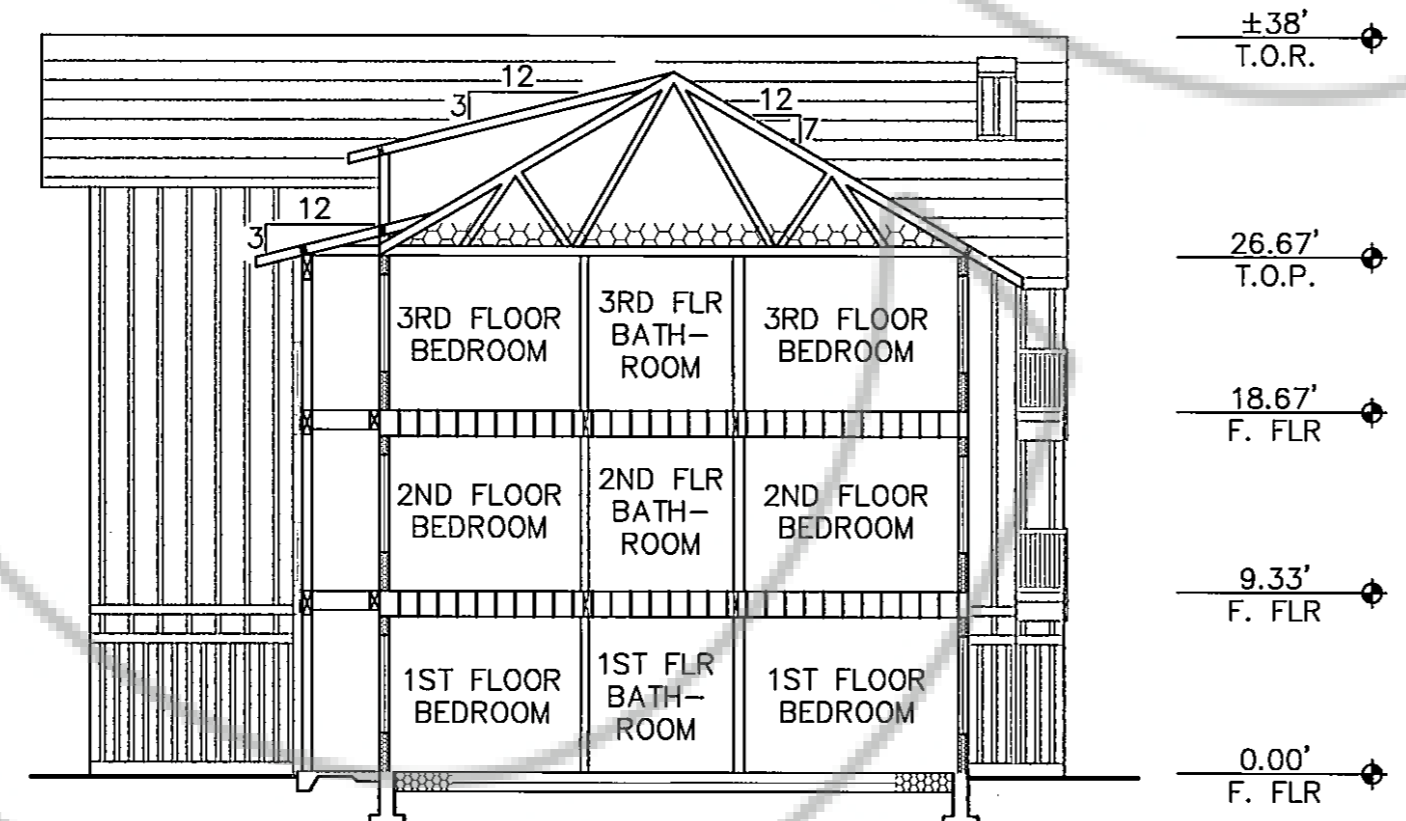 ±38'
T.O.R.
12
3
12
7
12
3
26.67'
T.O.P.
3RD FLOOR
BEDROOM
3RD FLR
BATH-
ROOM
3RD FLOOR
BEDROOM
18.67'
F. FLR
2ND FLOOR
BEDROOM
2ND FLR
BATH-
ROOM
2ND FLOOR
BEDROOM
9.33'
F. FLR
1ST FLOOR
BEDROOM
1ST FLR
BATH-
ROOM
1ST FLOOR
BEDROOM
0.00'
F. FLR